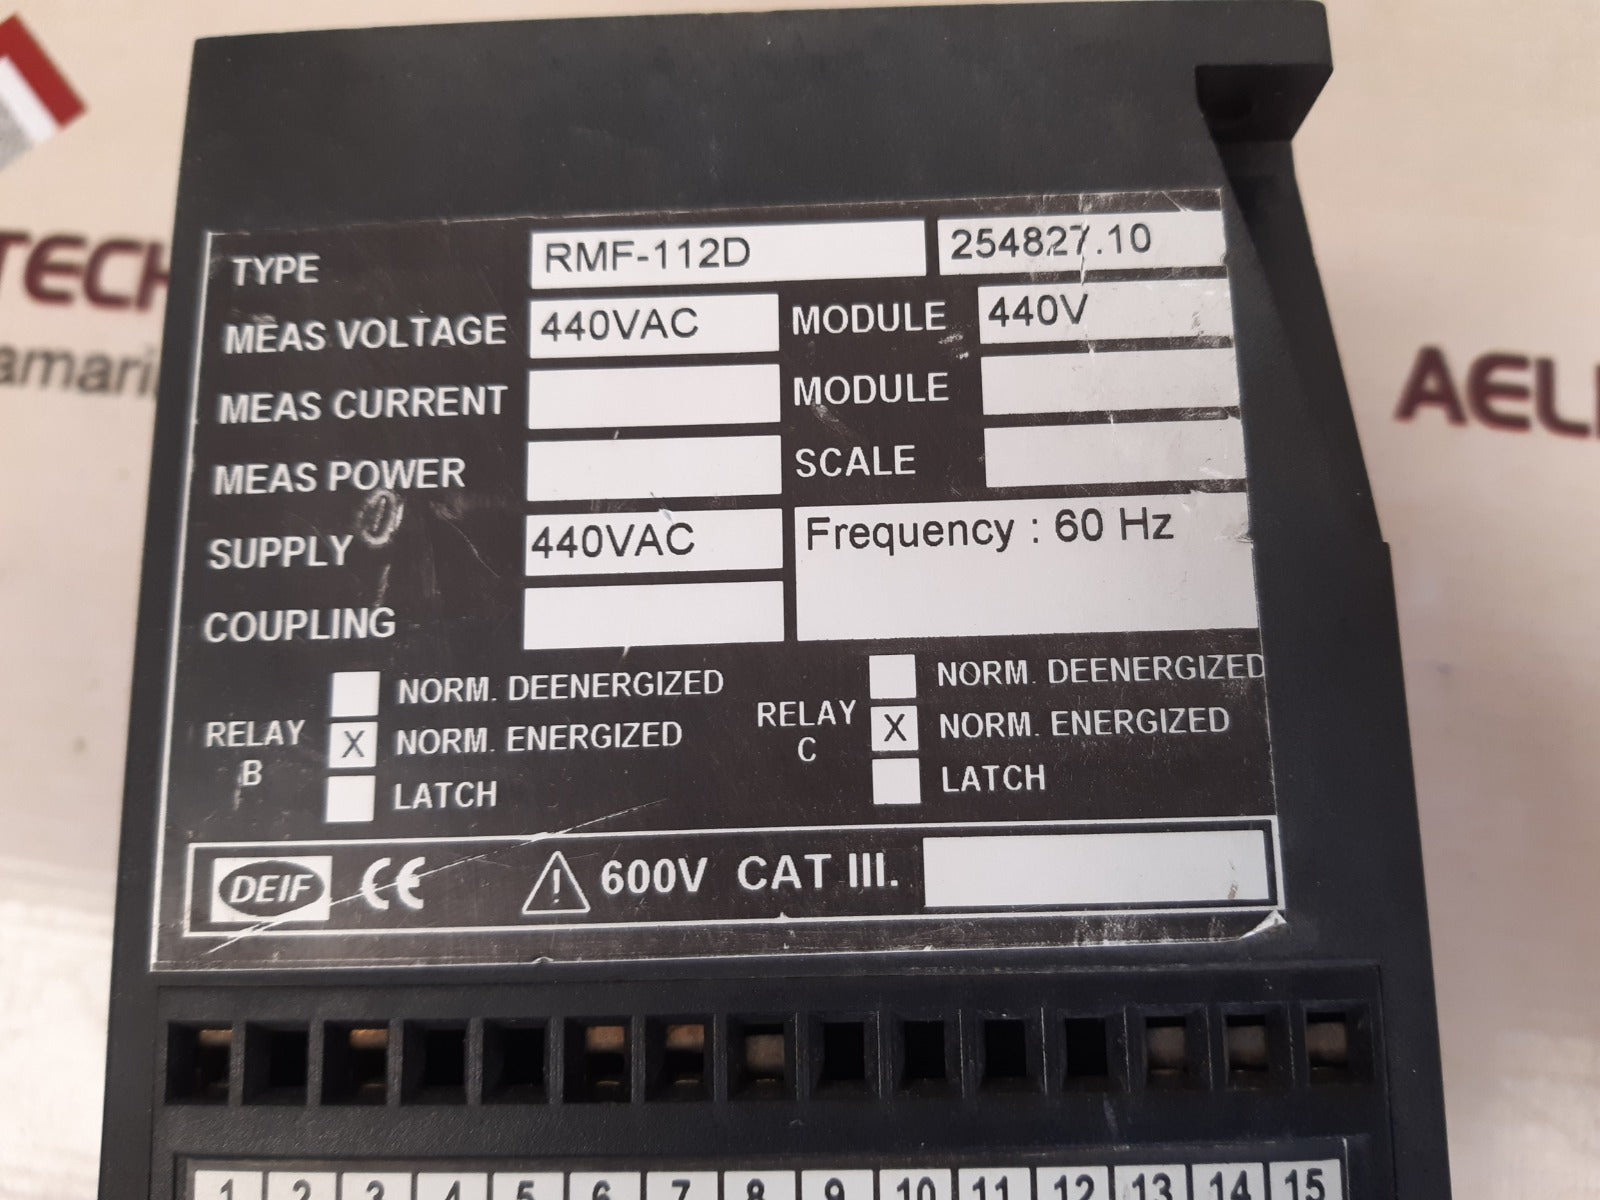 TECH
amari
AELI
TYPE RMF-112D 254827.10
MEAS VOLTAGE 440VAC MODULE 440V
MEAS CURRENT MODULE
MEAS POWER SCALE
SUPPLY 440VAC Frequency : 60 Hz
COUPLING
RELAY B
NORM. DEENERGIZED
X NORM. ENERGIZED
LATCH
RELAY C
NORM. DEENERGIZED
X NORM. ENERGIZED
LATCH
DEIF CE 600V CAT III.
1 2 3 4 5 6 7 8 9 10 11 12 13 14 15